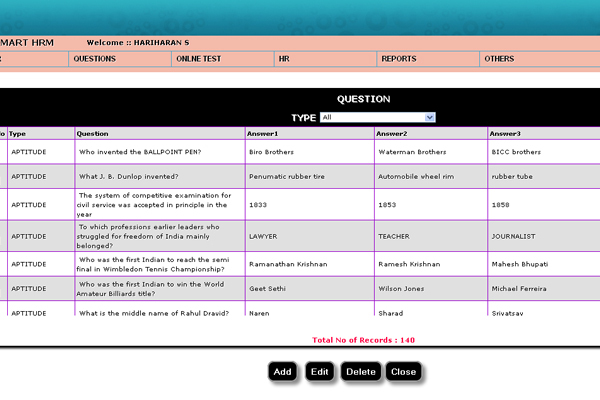 MART HRM Welcome :: HARIHARAN S
QUESTIONS ONLNE TEST HR REPORTS OTHERS
QUESTION
TYPE All
Type Question Answer1 Answer2 Answer3
APTITUDE Who invented the BALLPOINT PEN? Biro Brothers Waterman Brothers BICC brothers
APTITUDE What J. B. Dunlop invented? Penumatic rubber tire Automobile wheel rim rubber tube
The system of competitive examination for
APTITUDE civil service was accepted in principle in the 1833 1853 1858
year
To which professions earlier leaders who
APTITUDE struggled for freedom of India mainly LAWYER TEACHER JOURNALIST
belonged?
Who was the first Indian to reach the semi
APTITUDE final in Wimbledon Tennis Championship? Ramanathan Krishnan Ramesh Krishnan Mahesh Bhupati
Who was the first Indian to win the World
APTITUDE Amateur Billiards title? Geet Sethi Wilson Jones Michael Ferreira
APTITUDE What is the middle name of Rahul Dravid? Naren Sharad Srivatsav
Total No of Records : 140
Add Edit Delete Close